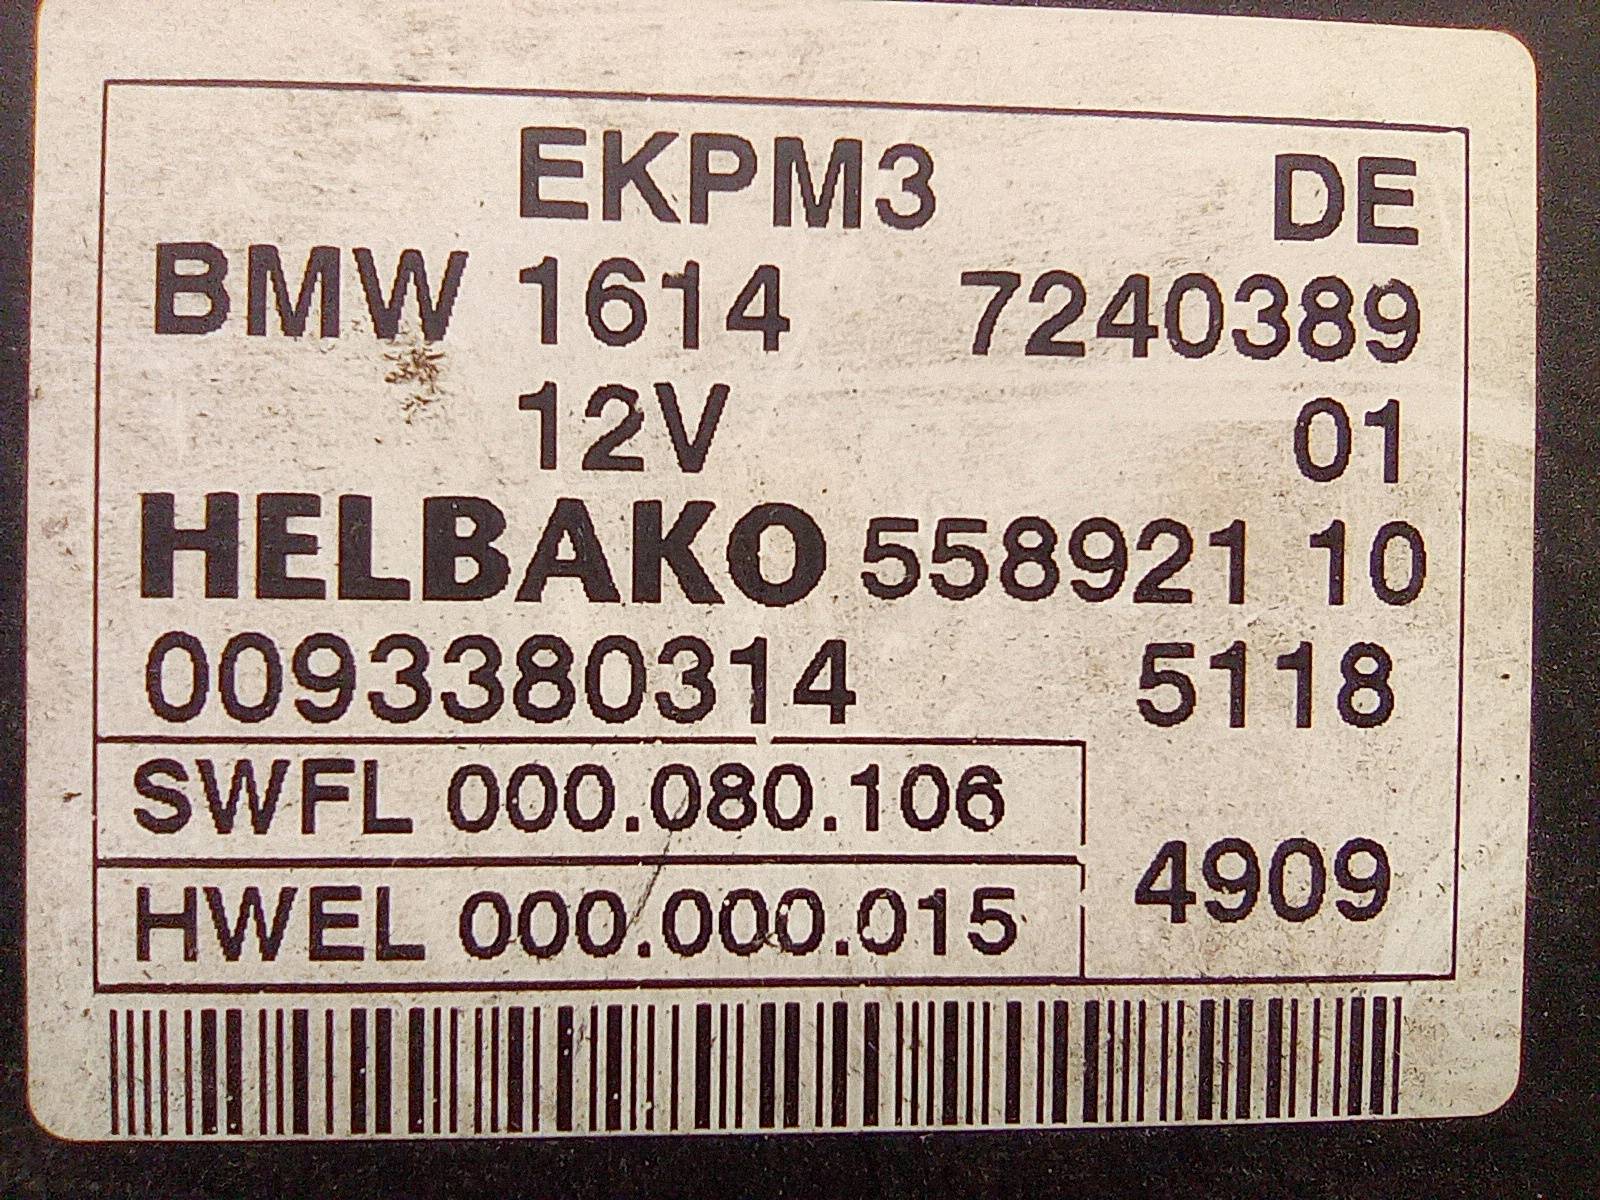 EKPM3 DE
BMW 1614 7240389
12V 01
HELBAKO 558921 10
0093380314 5118
SWFL 000.080.106
4909
HWEL 000.000.015